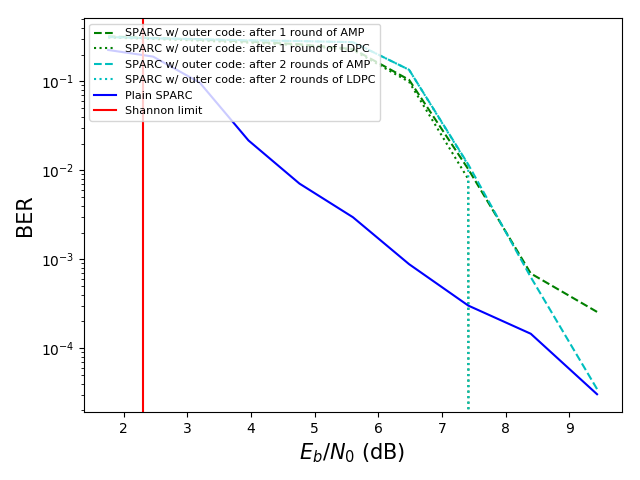 SPARC w/ outer code: after 1 round of AMP
SPARC w/ outer code: after 1 round of LDPC
SPARC w/ outer code: after 2 rounds of AMP
SPARC w/ outer code: after 2 rounds of LDPC
Plain SPARC
Shannon limit
BER
10⁻¹
10⁻²
10⁻³
10⁻⁴
2 3 4 5 6 7 8 9
E_b/N_0 (dB)